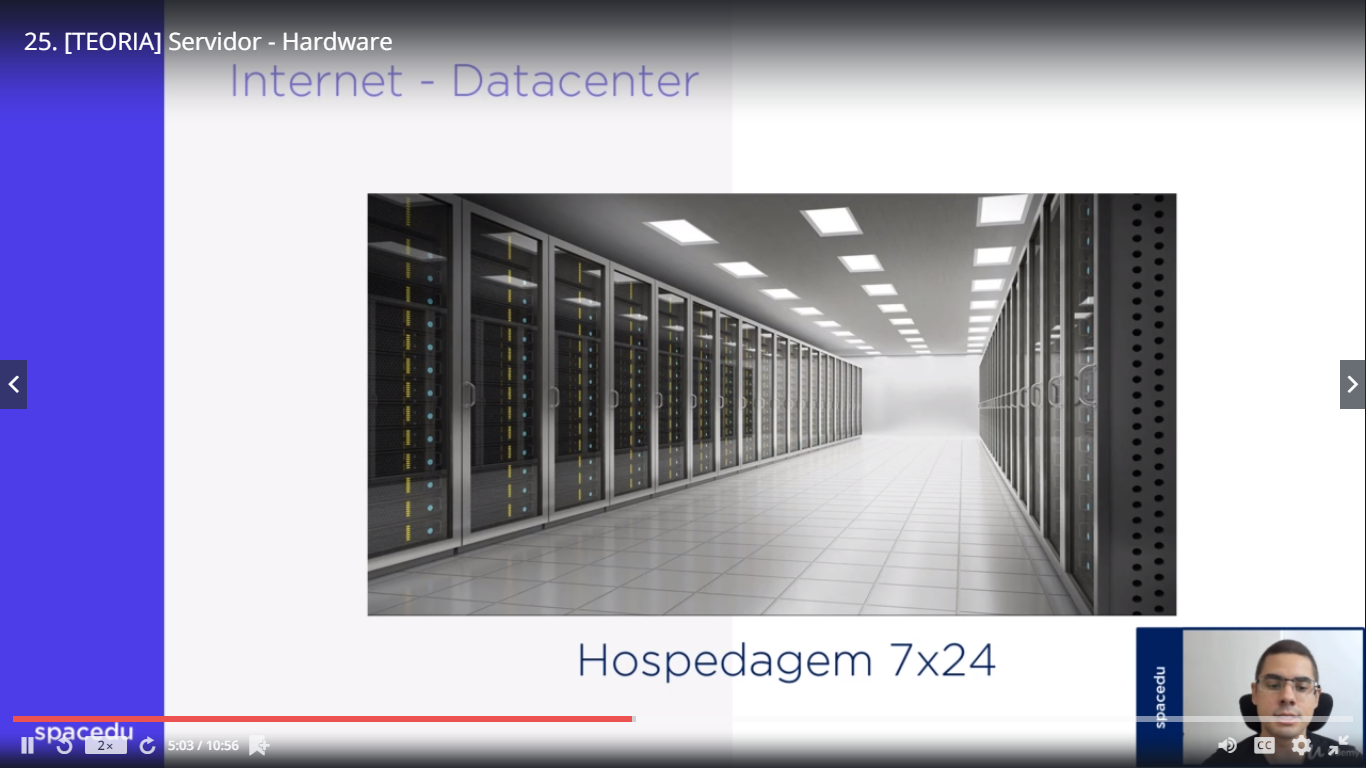 25. [TEORIA] Servidor - Hardware
Internet - Datacenter
Hospedagem 7x24
spacedu
spacedu
2x
5:03 / 10:56
CC